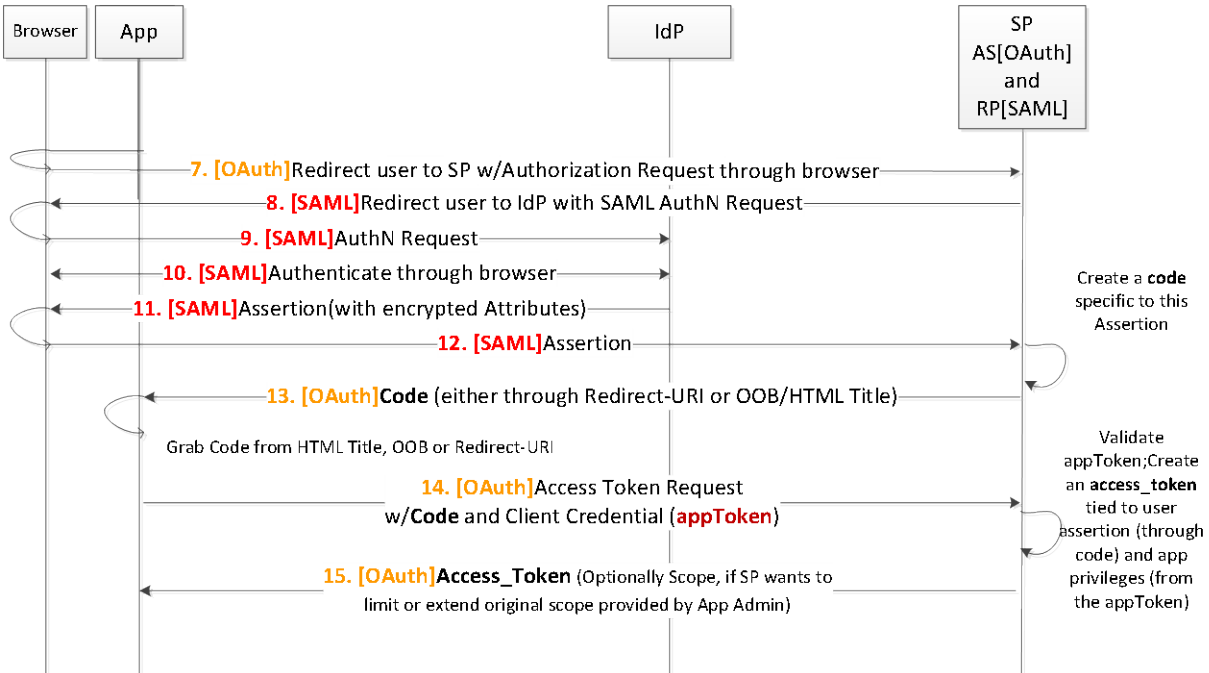 Browser
App
IdP
SP
AS[OAuth]
and
RP[SAML]
7. [OAuth]Redirect user to SP w/Authorization Request through browser
8. [SAML]Redirect user to IdP with SAML AuthN Request
9. [SAML]AuthN Request
10. [SAML]Authenticate through browser
11. [SAML]Assertion(with encrypted Attributes)
Create a code
specific to this
Assertion
12. [SAML]Assertion
13. [OAuth]Code (either through Redirect-URI or OOB/HTML Title)
Grab Code from HTML Title, OOB or Redirect-URI
14. [OAuth]Access Token Request
w/Code and Client Credential (appToken)
Validate
appToken;Create
an access_token
tied to user
assertion (through
code) and app
privileges (from
the appToken)
15. [OAuth]Access_Token (Optionally Scope, if SP wants to
limit or extend original scope provided by App Admin)